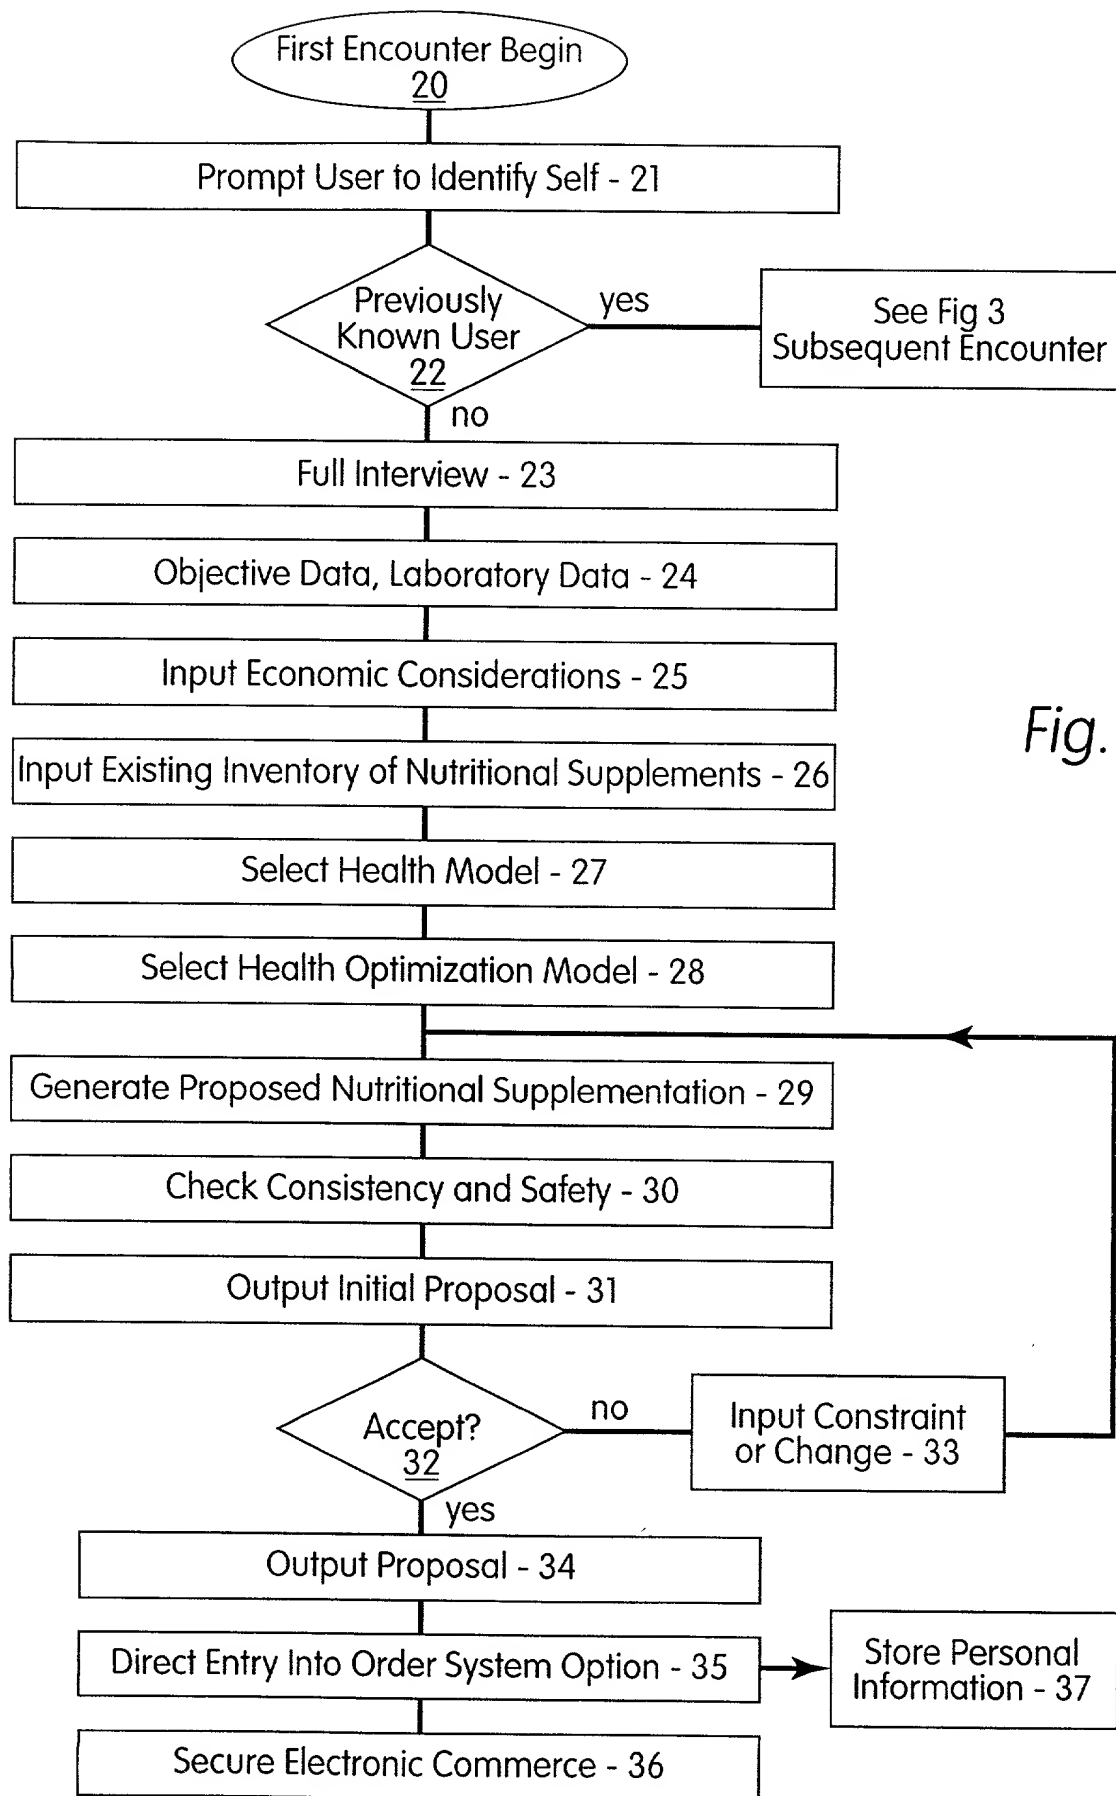 First Encounter Begin
20
Prompt User to Identify Self - 21
Previously
Known User
22
yes
See Fig 3
Subsequent Encounter
no
Full Interview - 23
Objective Data, Laboratory Data - 24
Input Economic Considerations - 25
Fig.
Input Existing Inventory of Nutritional Supplements - 26
Select Health Model - 27
Select Health Optimization Model - 28
Generate Proposed Nutritional Supplementation - 29
Check Consistency and Safety - 30
Output Initial Proposal - 31
Accept?
32
no
Input Constraint
or Change - 33
yes
Output Proposal - 34
Direct Entry Into Order System Option - 35
Store Personal
Information - 37
Secure Electronic Commerce - 36